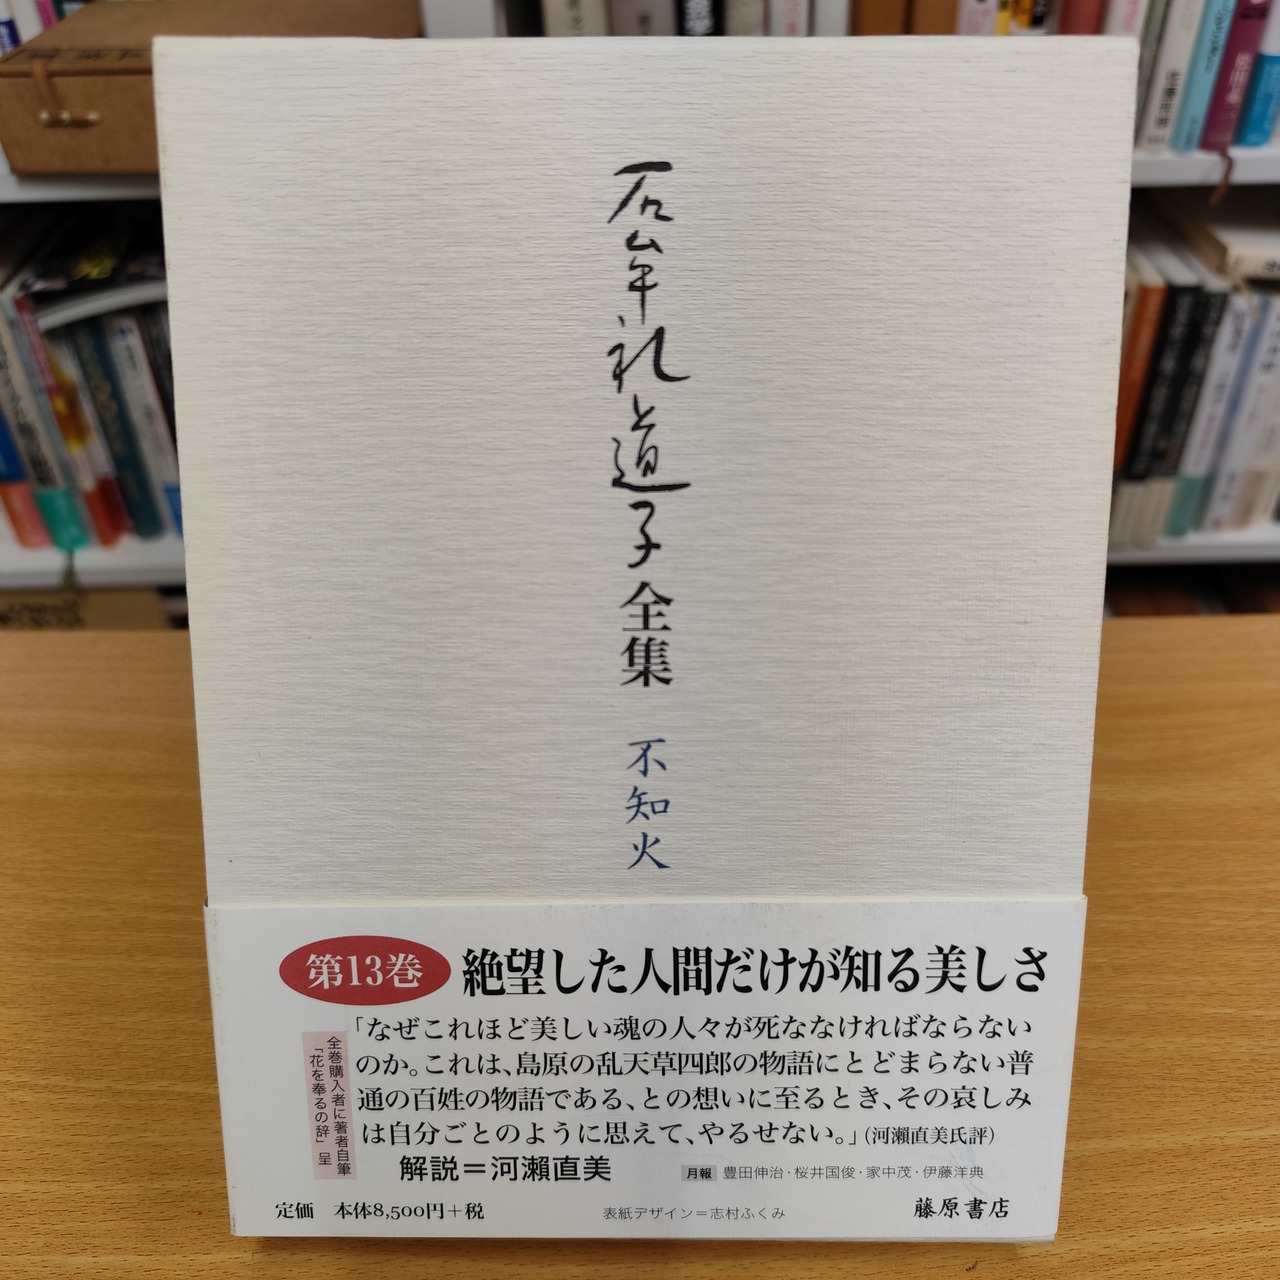 石牟礼道子全集
不知火
第13巻
絶望した人間だけが知る美しさ
「なぜこれほど美しい魂の人々が死ななければならない
のか。これは、島原の乱天草四郎の物語にとどまらない普
通の百姓の物語である、との想いに至るとき、その哀しみ
は自分ごとのように思えて、やるせない。」(河瀨直美氏評)
全巻購入者に著者自筆
「花を奉るの辞」呈
解説＝河瀨直美
月報 豊田伸治・桜井国俊・家中茂・伊藤洋典
定価 本体8,500円＋税
表紙デザイン＝志村ふくみ
藤原書店